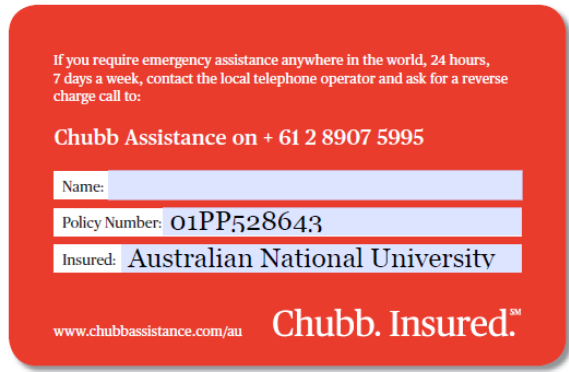 If you require emergency assistance anywhere in the world, 24 hours,
7 days a week, contact the local telephone operator and ask for a reverse
charge call to:
Chubb Assistance on + 61 2 8907 5995
Name:
Policy Number: 01PP528643
Insured: Australian National University
www.chubbassistance.com/au
Chubb. Insured.℠